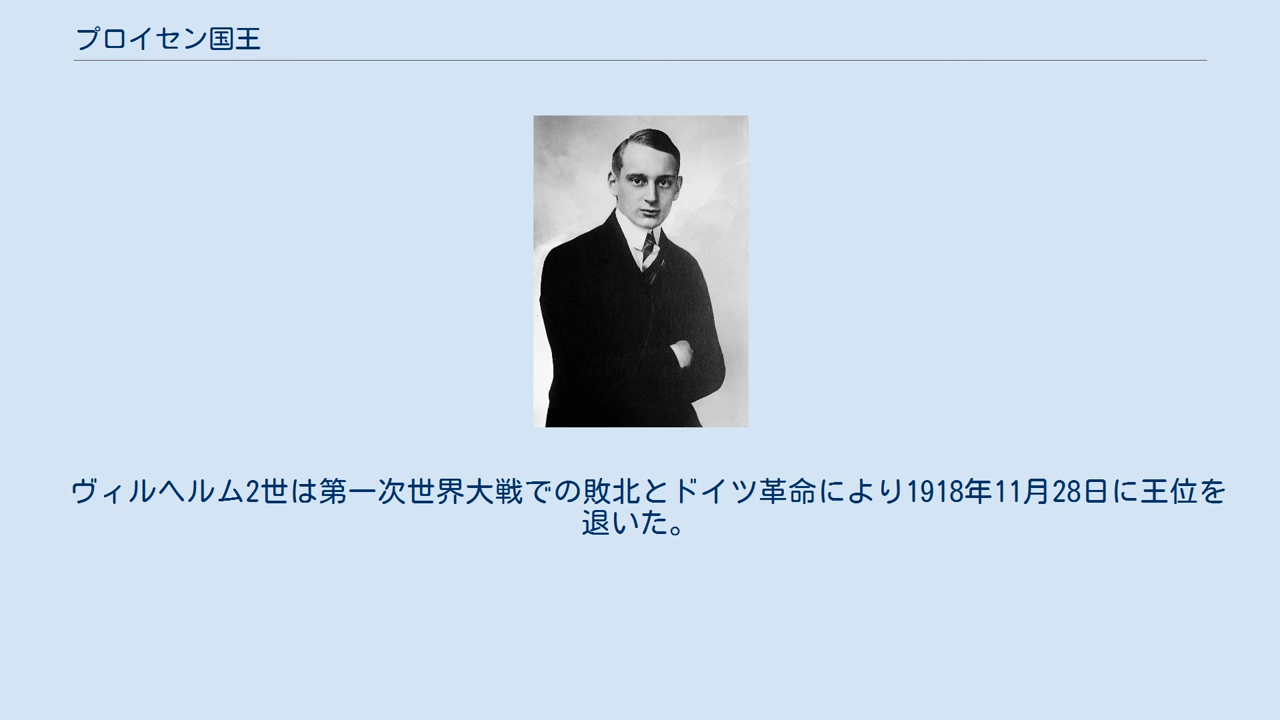 プロイセン国王
ヴィルヘルム2世は第一次世界大戦での敗北とドイツ革命により1918年11月28日に王位を
退いた。